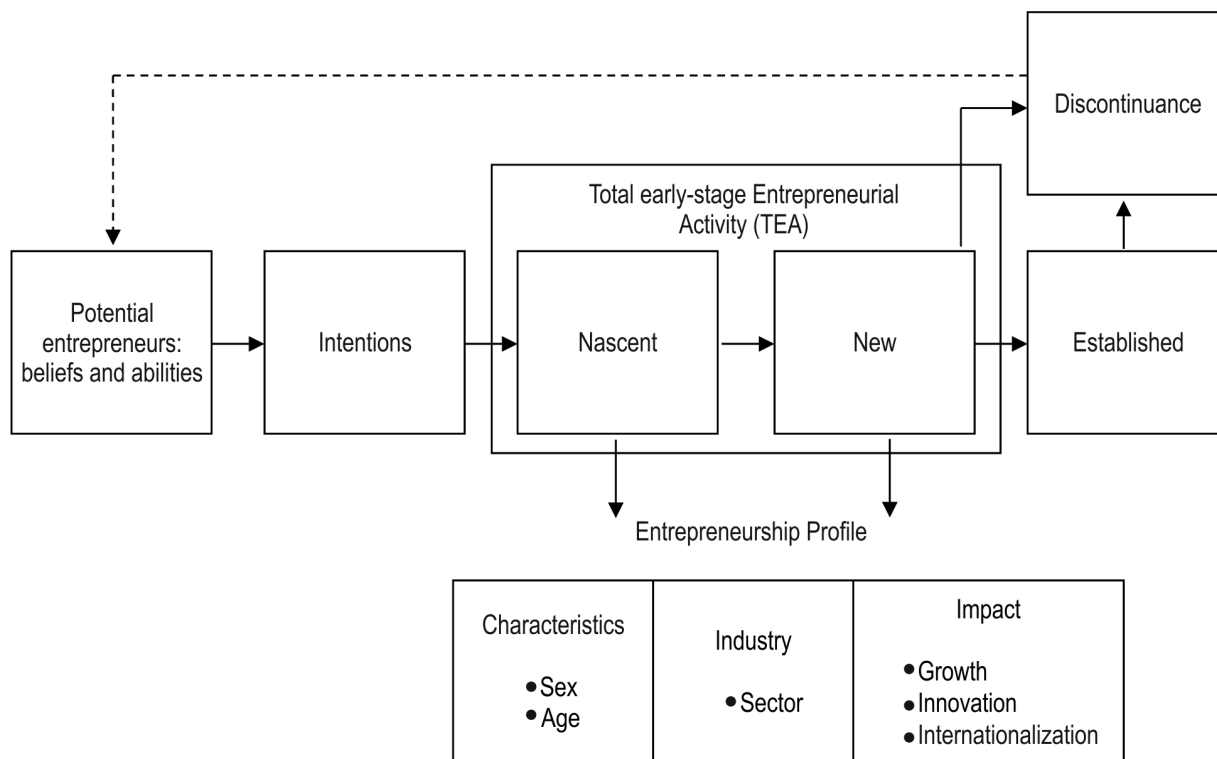 Discontinuance
Total early-stage Entrepreneurial
Activity (TEA)
Potential
entrepreneurs:
beliefs and abilities
Intentions
Nascent
New
Established
Entrepreneurship Profile
Characteristics
• Sex
• Age
Industry
• Sector
Impact
• Growth
• Innovation
• Internationalization